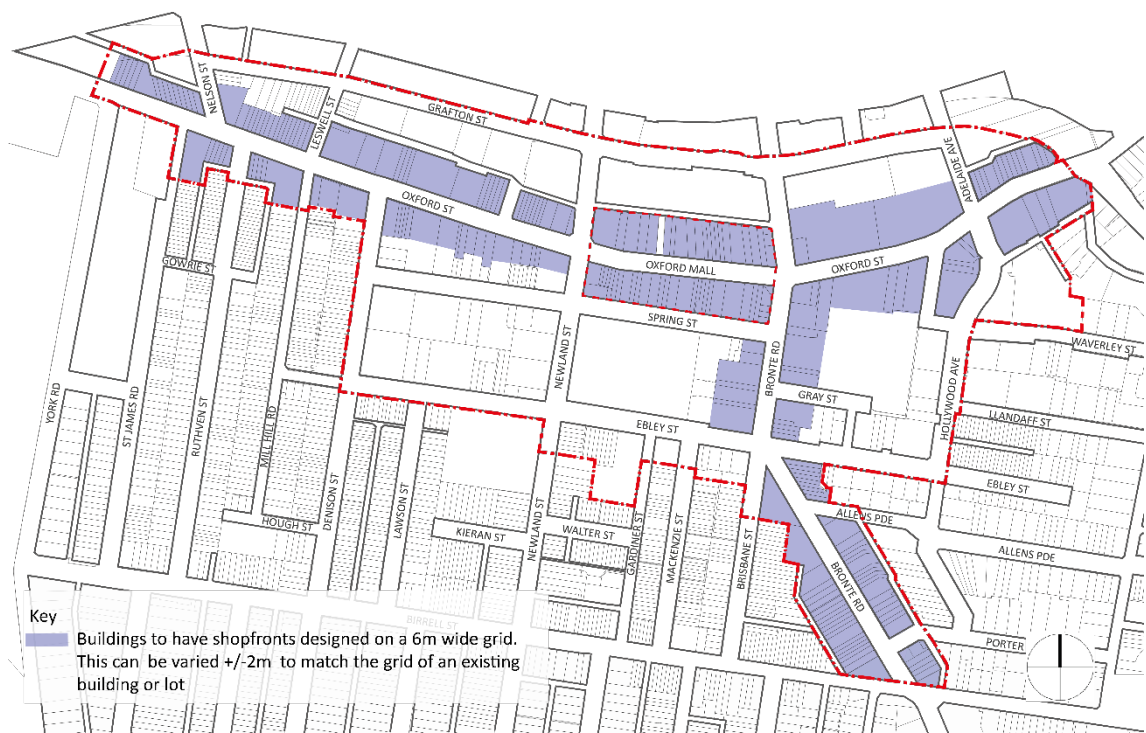 NELSON ST
LESWELL ST
GRAFTON ST
ADELAIDE AVE
OXFORD ST
OXFORD MALL
OXFORD ST
GOWRIE ST
SPRING ST
NEWLAND ST
BRONTE RD
WAVERLEY ST
HOLLYWOOD AVE
GRAY ST
LLANDAFF ST
YORK RD
ST JAMES RD
RUTHVEN ST
MILL HILL RD
EBLEY ST
EBLEY ST
DENISON ST
LAWSON ST
HOUGH ST
KIERAN ST
NEWLAND ST
WALTER ST
GARDINER ST
MACKENZIE ST
BRISBANE ST
ALLENS PDE
ALLENS PDE
BRONTE RD
BIRRELL ST
PORTER
Key
Buildings to have shopfronts designed on a 6m wide grid.
This can be varied +/-2m to match the grid of an existing
building or lot